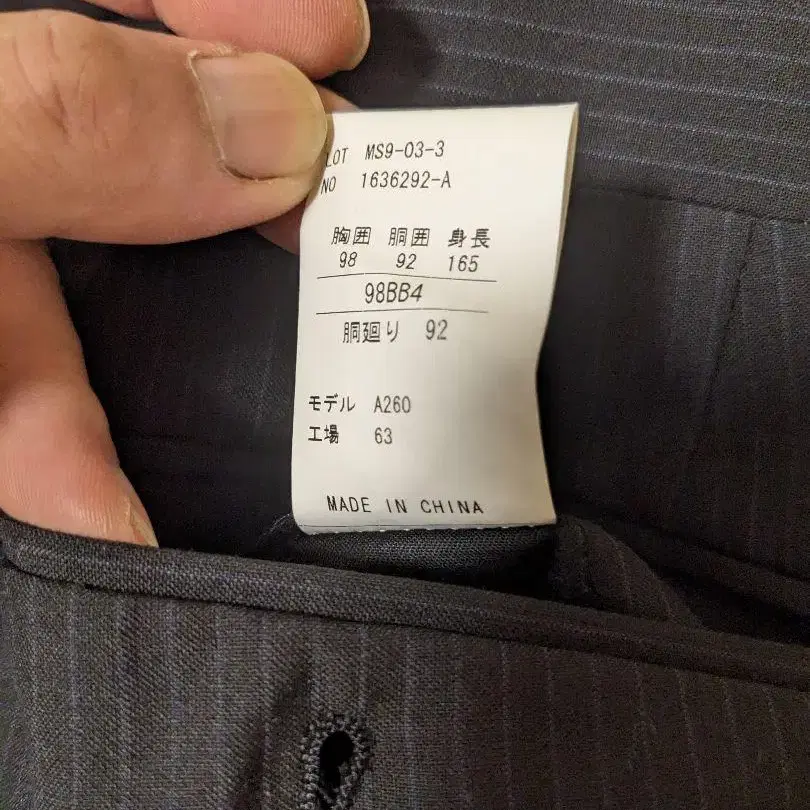 LOT MS9-03-3
NO 1636292-A
胸囲 胴囲 身長
98 92 165
98BB4
胴廻り 92
モデル A260
工場 63
MADE IN CHINA